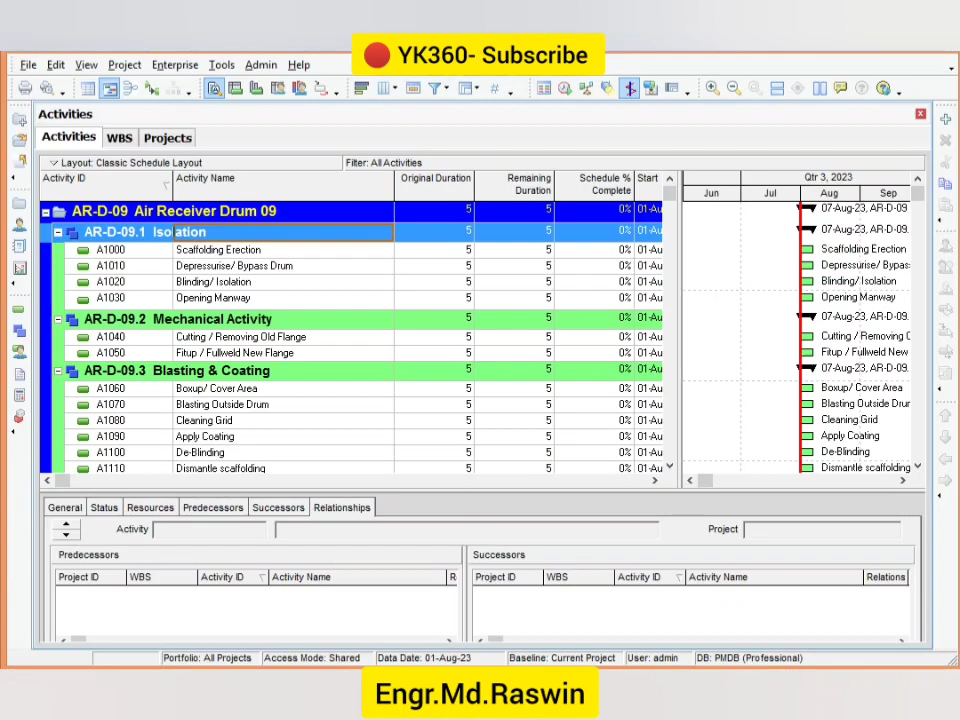 YK360- Subscribe
File Edit View Project Enterprise Tools Admin Help
Activities
Activities WBS Projects
Layout: Classic Schedule Layout Filter: All Activities
Activity ID Activity Name Original Duration Remaining Duration Schedule % Complete Start Qtr 3, 2023
Jun Jul Aug Sep
AR-D-09 Air Receiver Drum 09 5 5 0% 01-Au 07-Aug-23, AR-D-09
AR-D-09.1 Isolation 5 5 0% 01-Au 07-Aug-23, AR-D-09.
A1000 Scaffolding Erection 5 5 0% 01-Au Scaffolding Erection
A1010 Depressurise/ Bypass Drum 5 5 0% 01-Au Depressurise/ Bypas:
A1020 Blinding/ Isolation 5 5 0% 01-Au Blinding/ Isolation
A1030 Opening Manway 5 5 0% 01-Au Opening Manway
AR-D-09.2 Mechanical Activity 5 5 0% 01-Au 07-Aug-23, AR-D-09.
A1040 Cutting / Removing Old Flange 5 5 0% 01-Au Cutting / Removing C
A1050 Fitup / Fullweld New Flange 5 5 0% 01-Au Fitup / Fullweld New
AR-D-09.3 Blasting & Coating 5 5 0% 01-Au 07-Aug-23, AR-D-09.
A1060 Boxup/ Cover Area 5 5 0% 01-Au Boxup/ Cover Area
A1070 Blasting Outside Drum 5 5 0% 01-Au Blasting Outside Drur
A1080 Cleaning Grid 5 5 0% 01-Au Cleaning Grid
A1090 Apply Coating 5 5 0% 01-Au Apply Coating
A1100 De-Blinding 5 5 0% 01-Au De-Blinding
A1110 Dismantle scaffolding 5 5 0% 01-Au Dismantle scaffolding
General Status Resources Predecessors Successors Relationships
Activity Project
Predecessors Successors
Project ID WBS Activity ID Activity Name R Project ID WBS Activity ID Activity Name Relations
Portfolio: All Projects Access Mode: Shared Data Date: 01-Aug-23 Baseline: Current Project User: admin DB: PMDB (Professional)
Engr.Md.Raswin